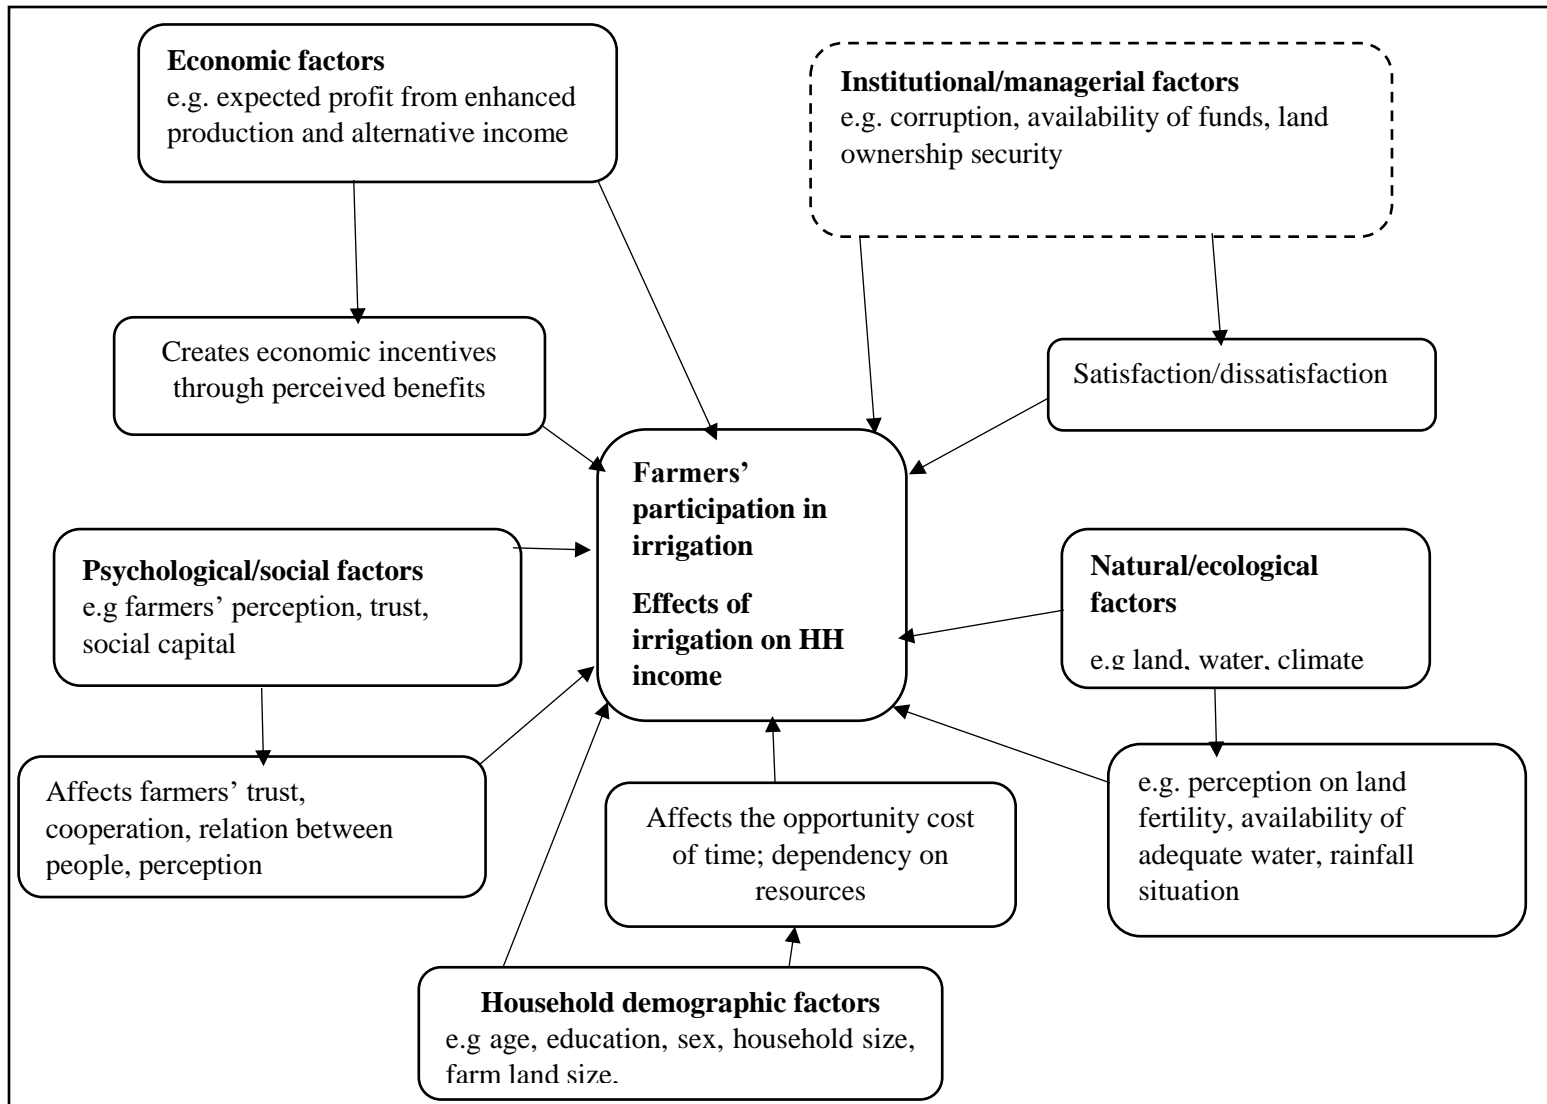 Economic factors
e.g. expected profit from enhanced
production and alternative income
Institutional/managerial factors
e.g. corruption, availability of funds, land
ownership security
Creates economic incentives
through perceived benefits
Satisfaction/dissatisfaction
Farmers’
participation in
irrigation
Effects of
irrigation on HH
income
Psychological/social factors
e.g farmers’ perception, trust,
social capital
Natural/ecological
factors
e.g land, water, climate
Affects farmers’ trust,
cooperation, relation between
people, perception
Affects the opportunity cost
of time; dependency on
resources
e.g. perception on land
fertility, availability of
adequate water, rainfall
situation
Household demographic factors
e.g age, education, sex, household size,
farm land size.